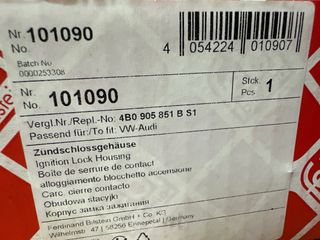 Nr. 101090
No.
Batch No
0000253308
4 054224 010907
Nr. 101090
No.
Stck. 1
Pcs
Vergl.Nr./Repl.-No: 4B0 905 851 B S1
Passend für:/To fit: VW-Audi
Zündschlossgehäuse
Ignition Lock Housing
Boîte de serrure de contact
alloggiamento blocchetto accensione
Carc. cierre contacto
Obudowa stacyjki
Корпус замка зажигания
Ferdinand Bilstein GmbH + Co. KG
Wilhelmstr. 47 | 58256 Ennepetal | Germany